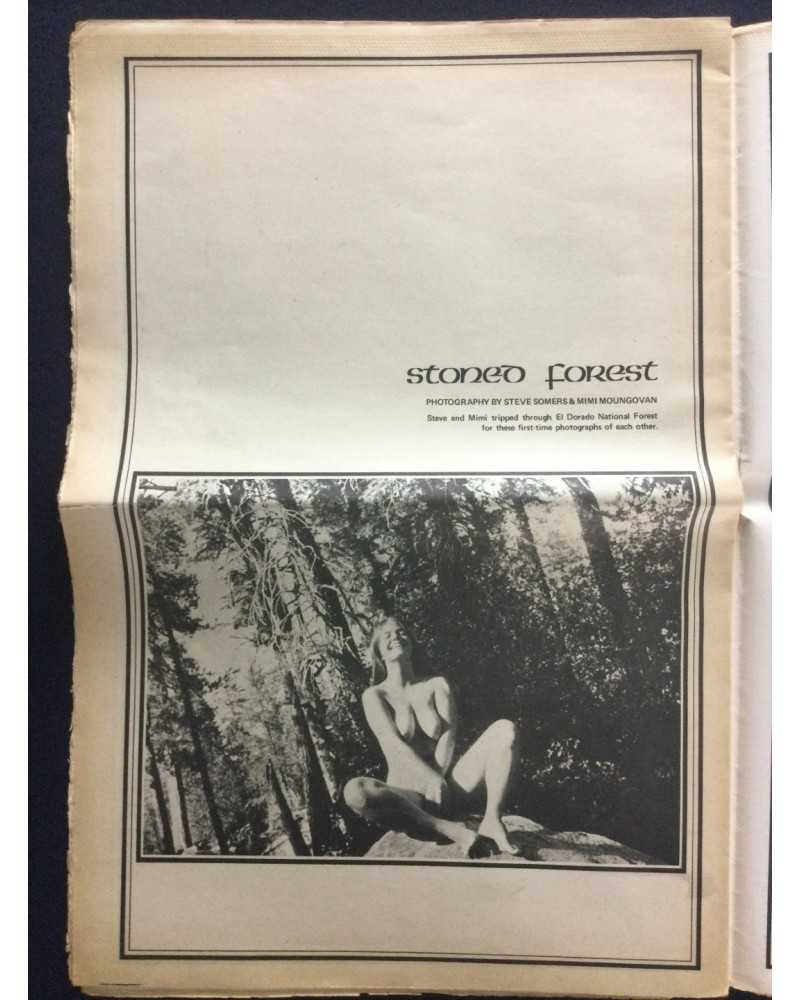 stoned forest
PHOTOGRAPHY BY STEVE SOMERS & MIMI MOUNGOVAN
Steve and Mimi tripped through El Dorado National Forest
for these first-time photographs of each other.